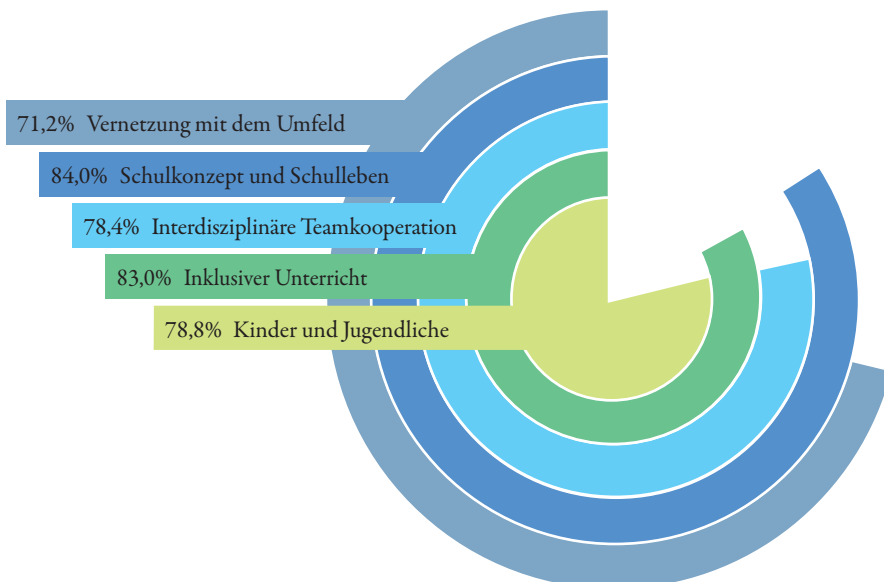 71,2% Vernetzung mit dem Umfeld
84,0% Schulkonzept und Schulleben
78,4% Interdisziplinäre Teamkooperation
83,0% Inklusiver Unterricht
78,8% Kinder und Jugendliche